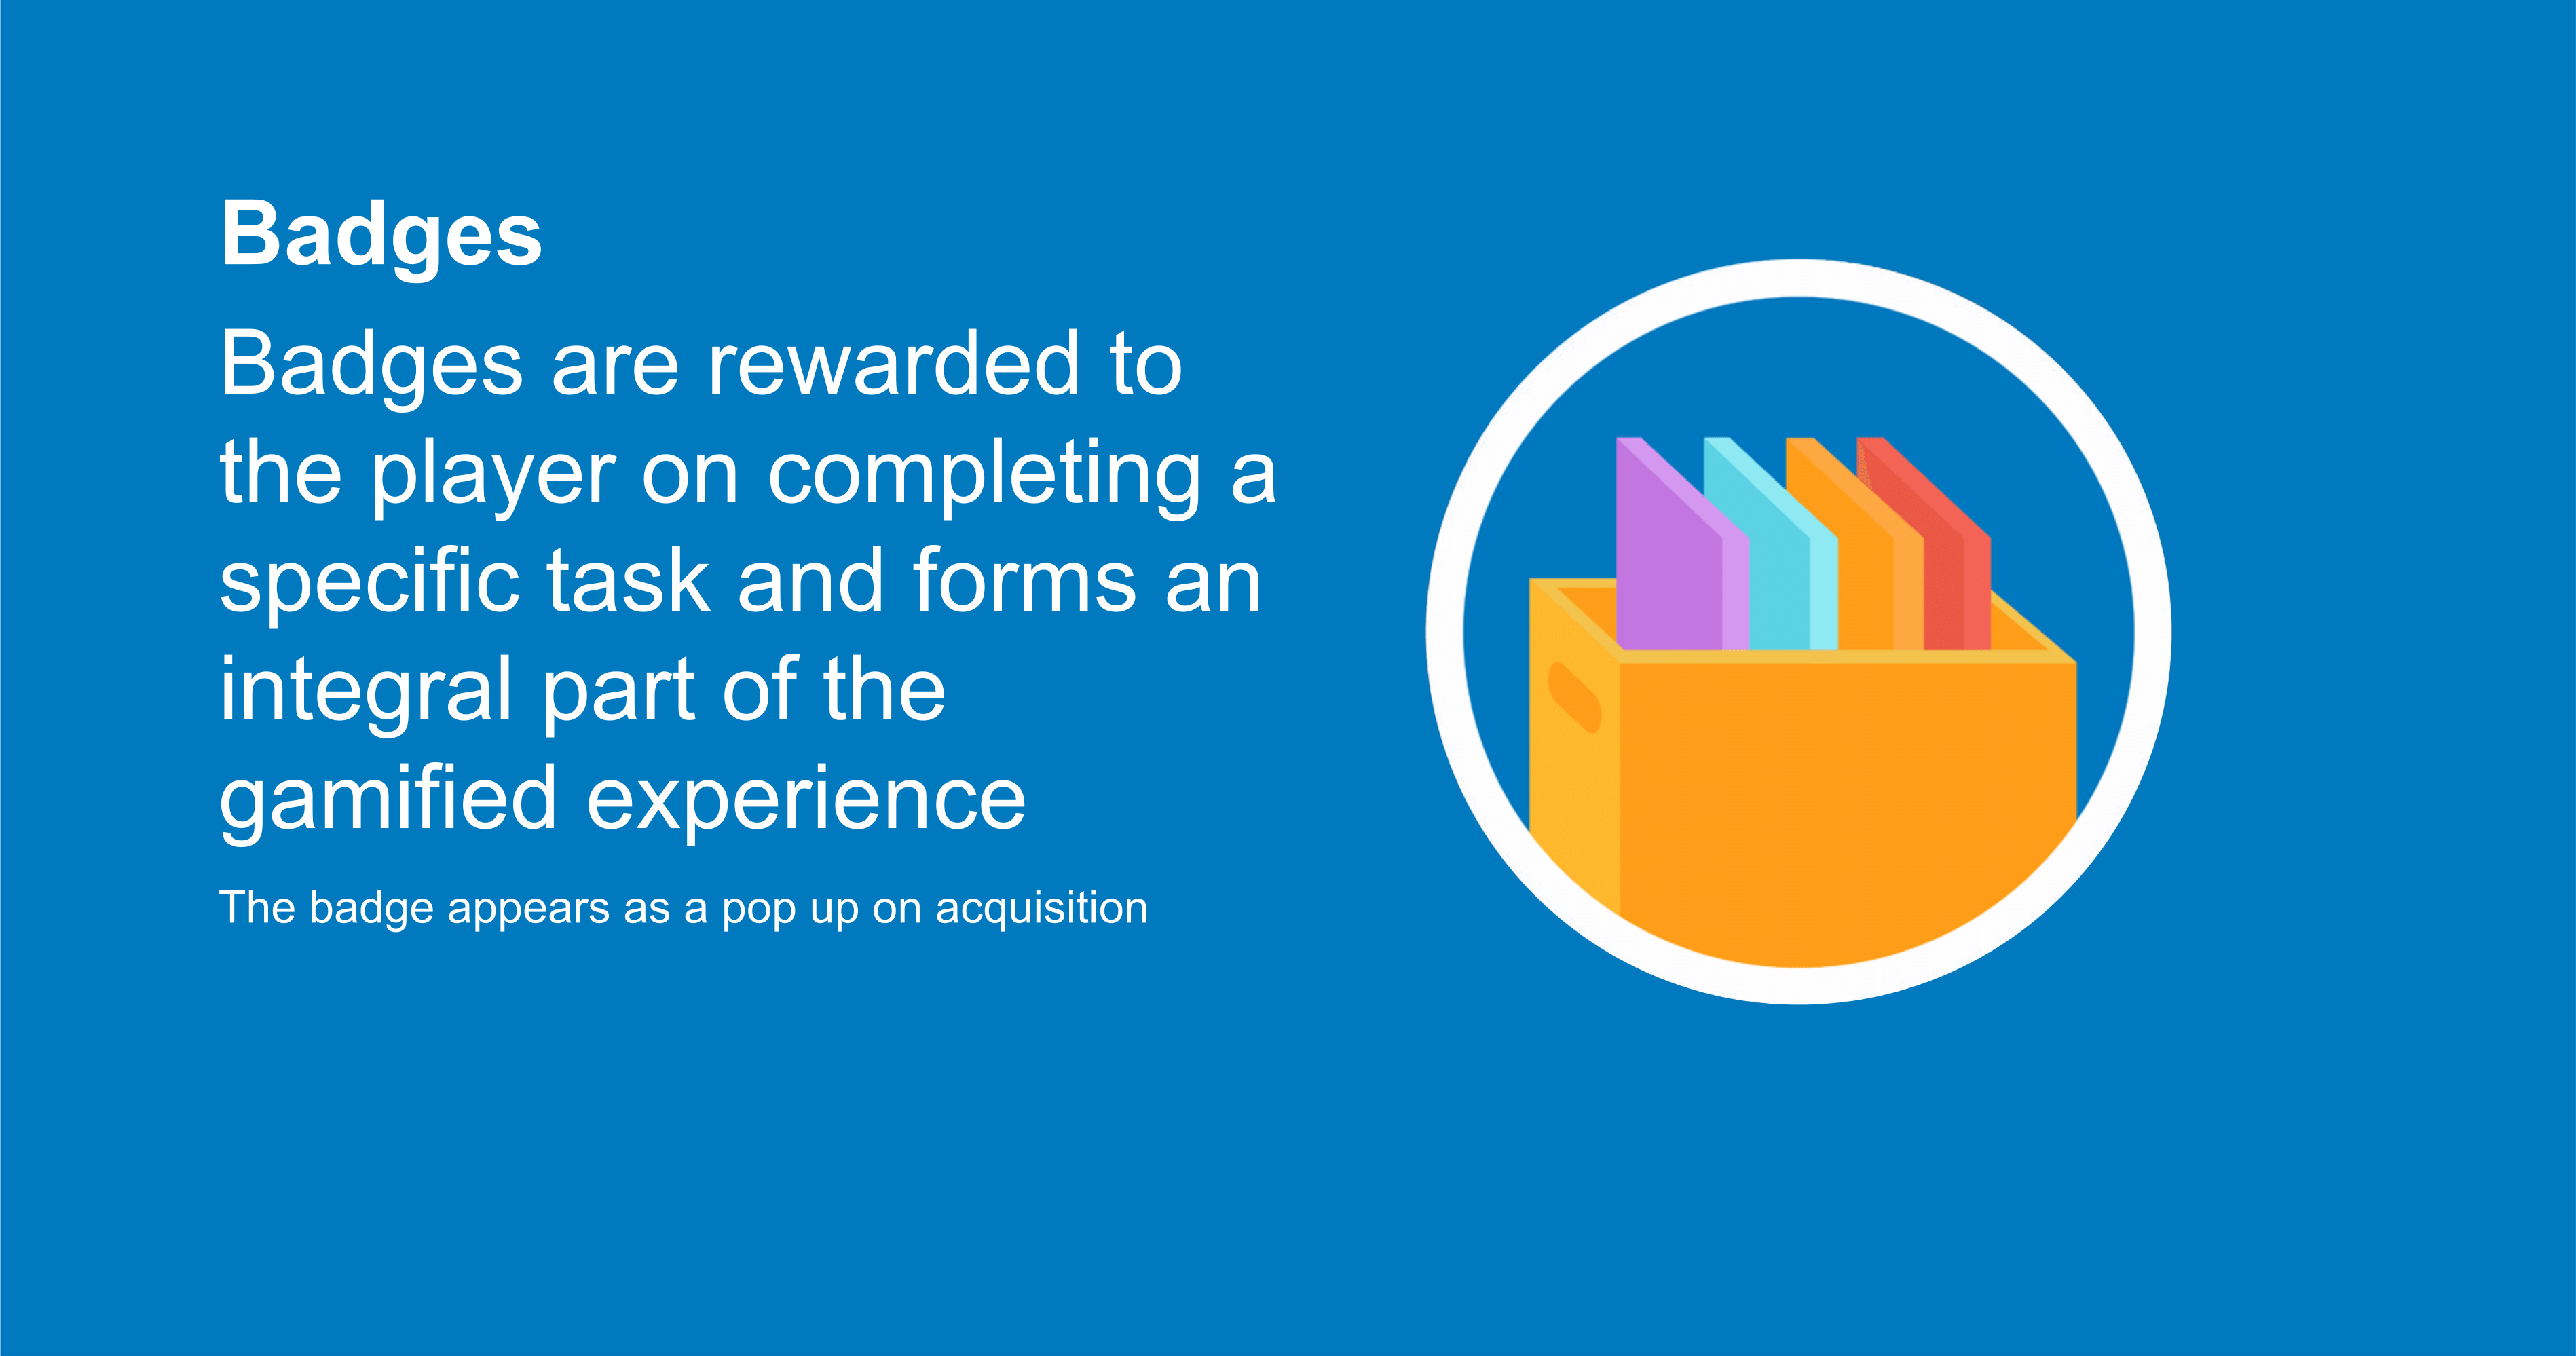 Badges
Badges are rewarded to
the player on completing a
specific task and forms an
integral part of the
gamified experience
The badge appears as a pop up on acquisition